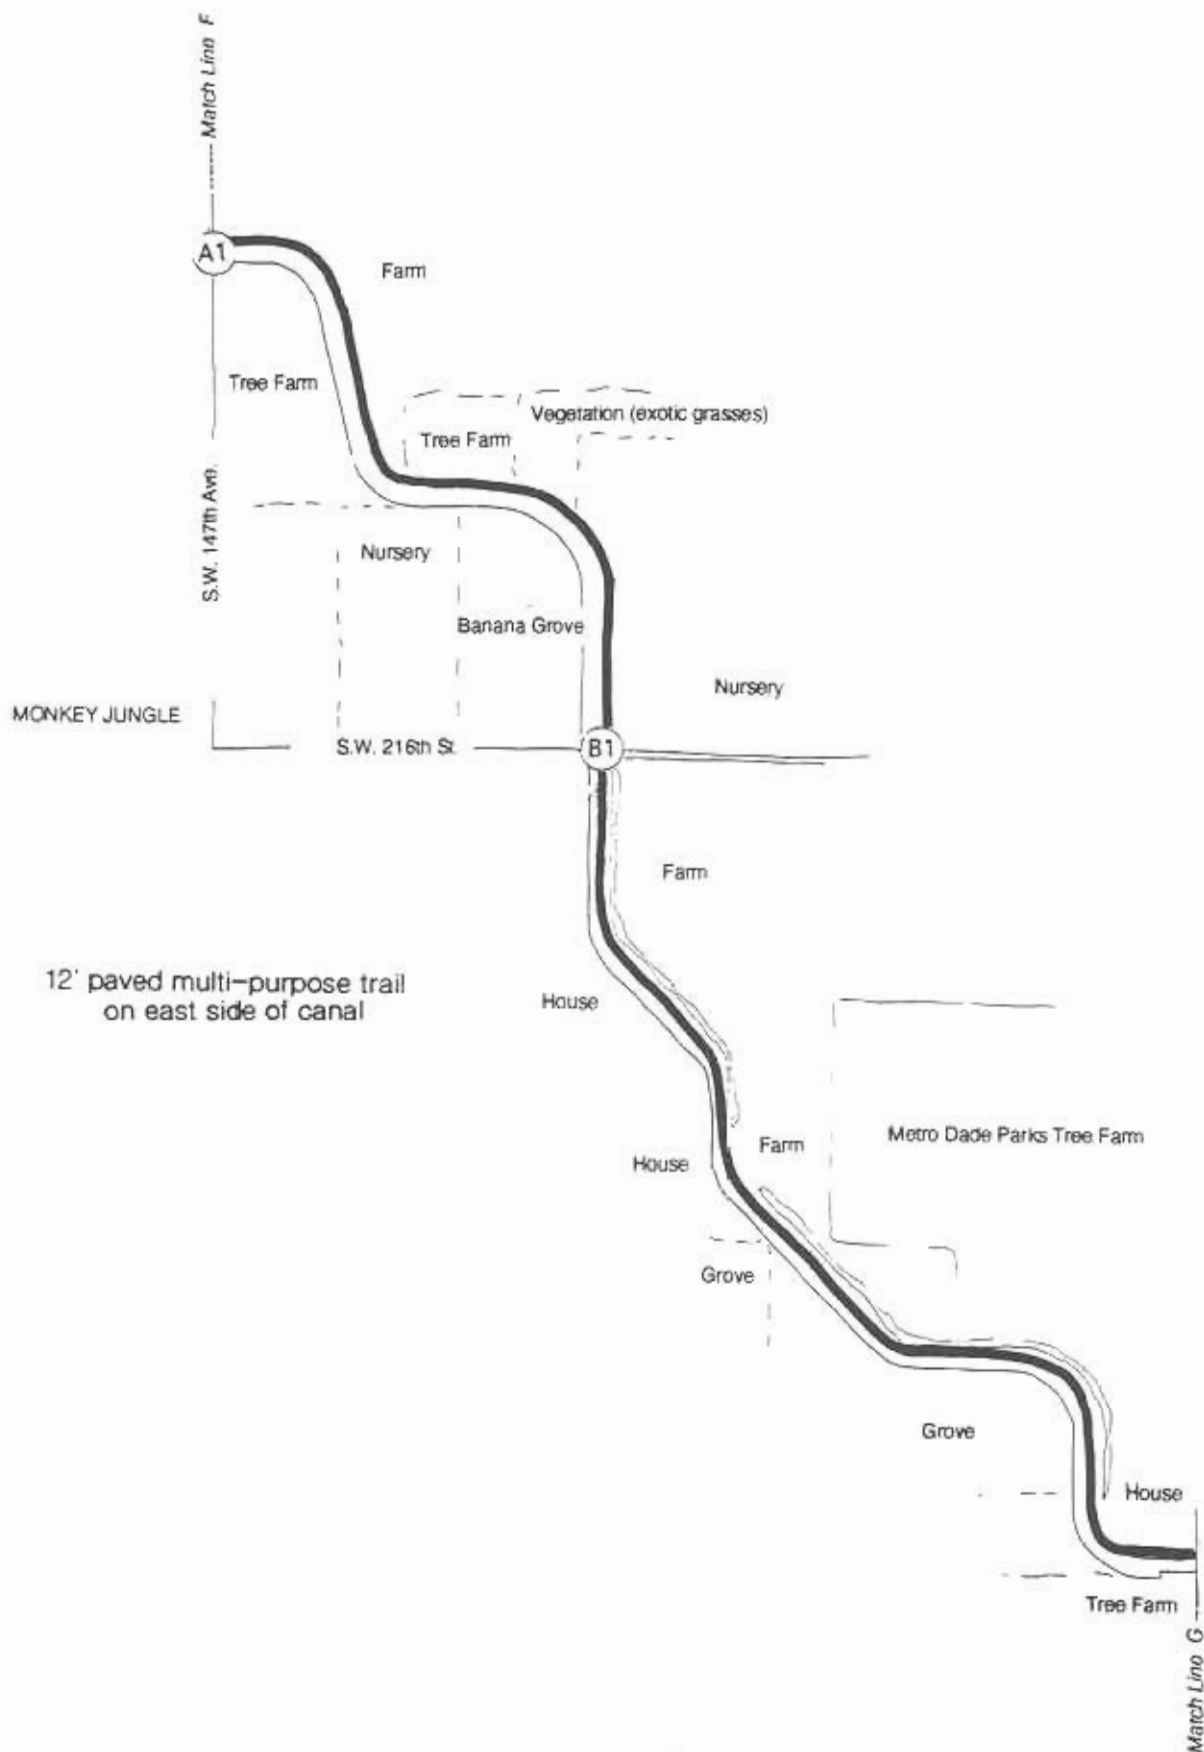 Match Line F
A1
Farm
Tree Farm
Vegetation (exotic grasses)
Tree Farm
S.W. 147th Ave.
Nursery
Banana Grove
Nursery
MONKEY JUNGLE
S.W. 216th St.
B1
Farm
12' paved multi-purpose trail
on east side of canal
House
Metro Dade Parks Tree Farm
Farm
House
Grove
Grove
House
Tree Farm
Match Line G